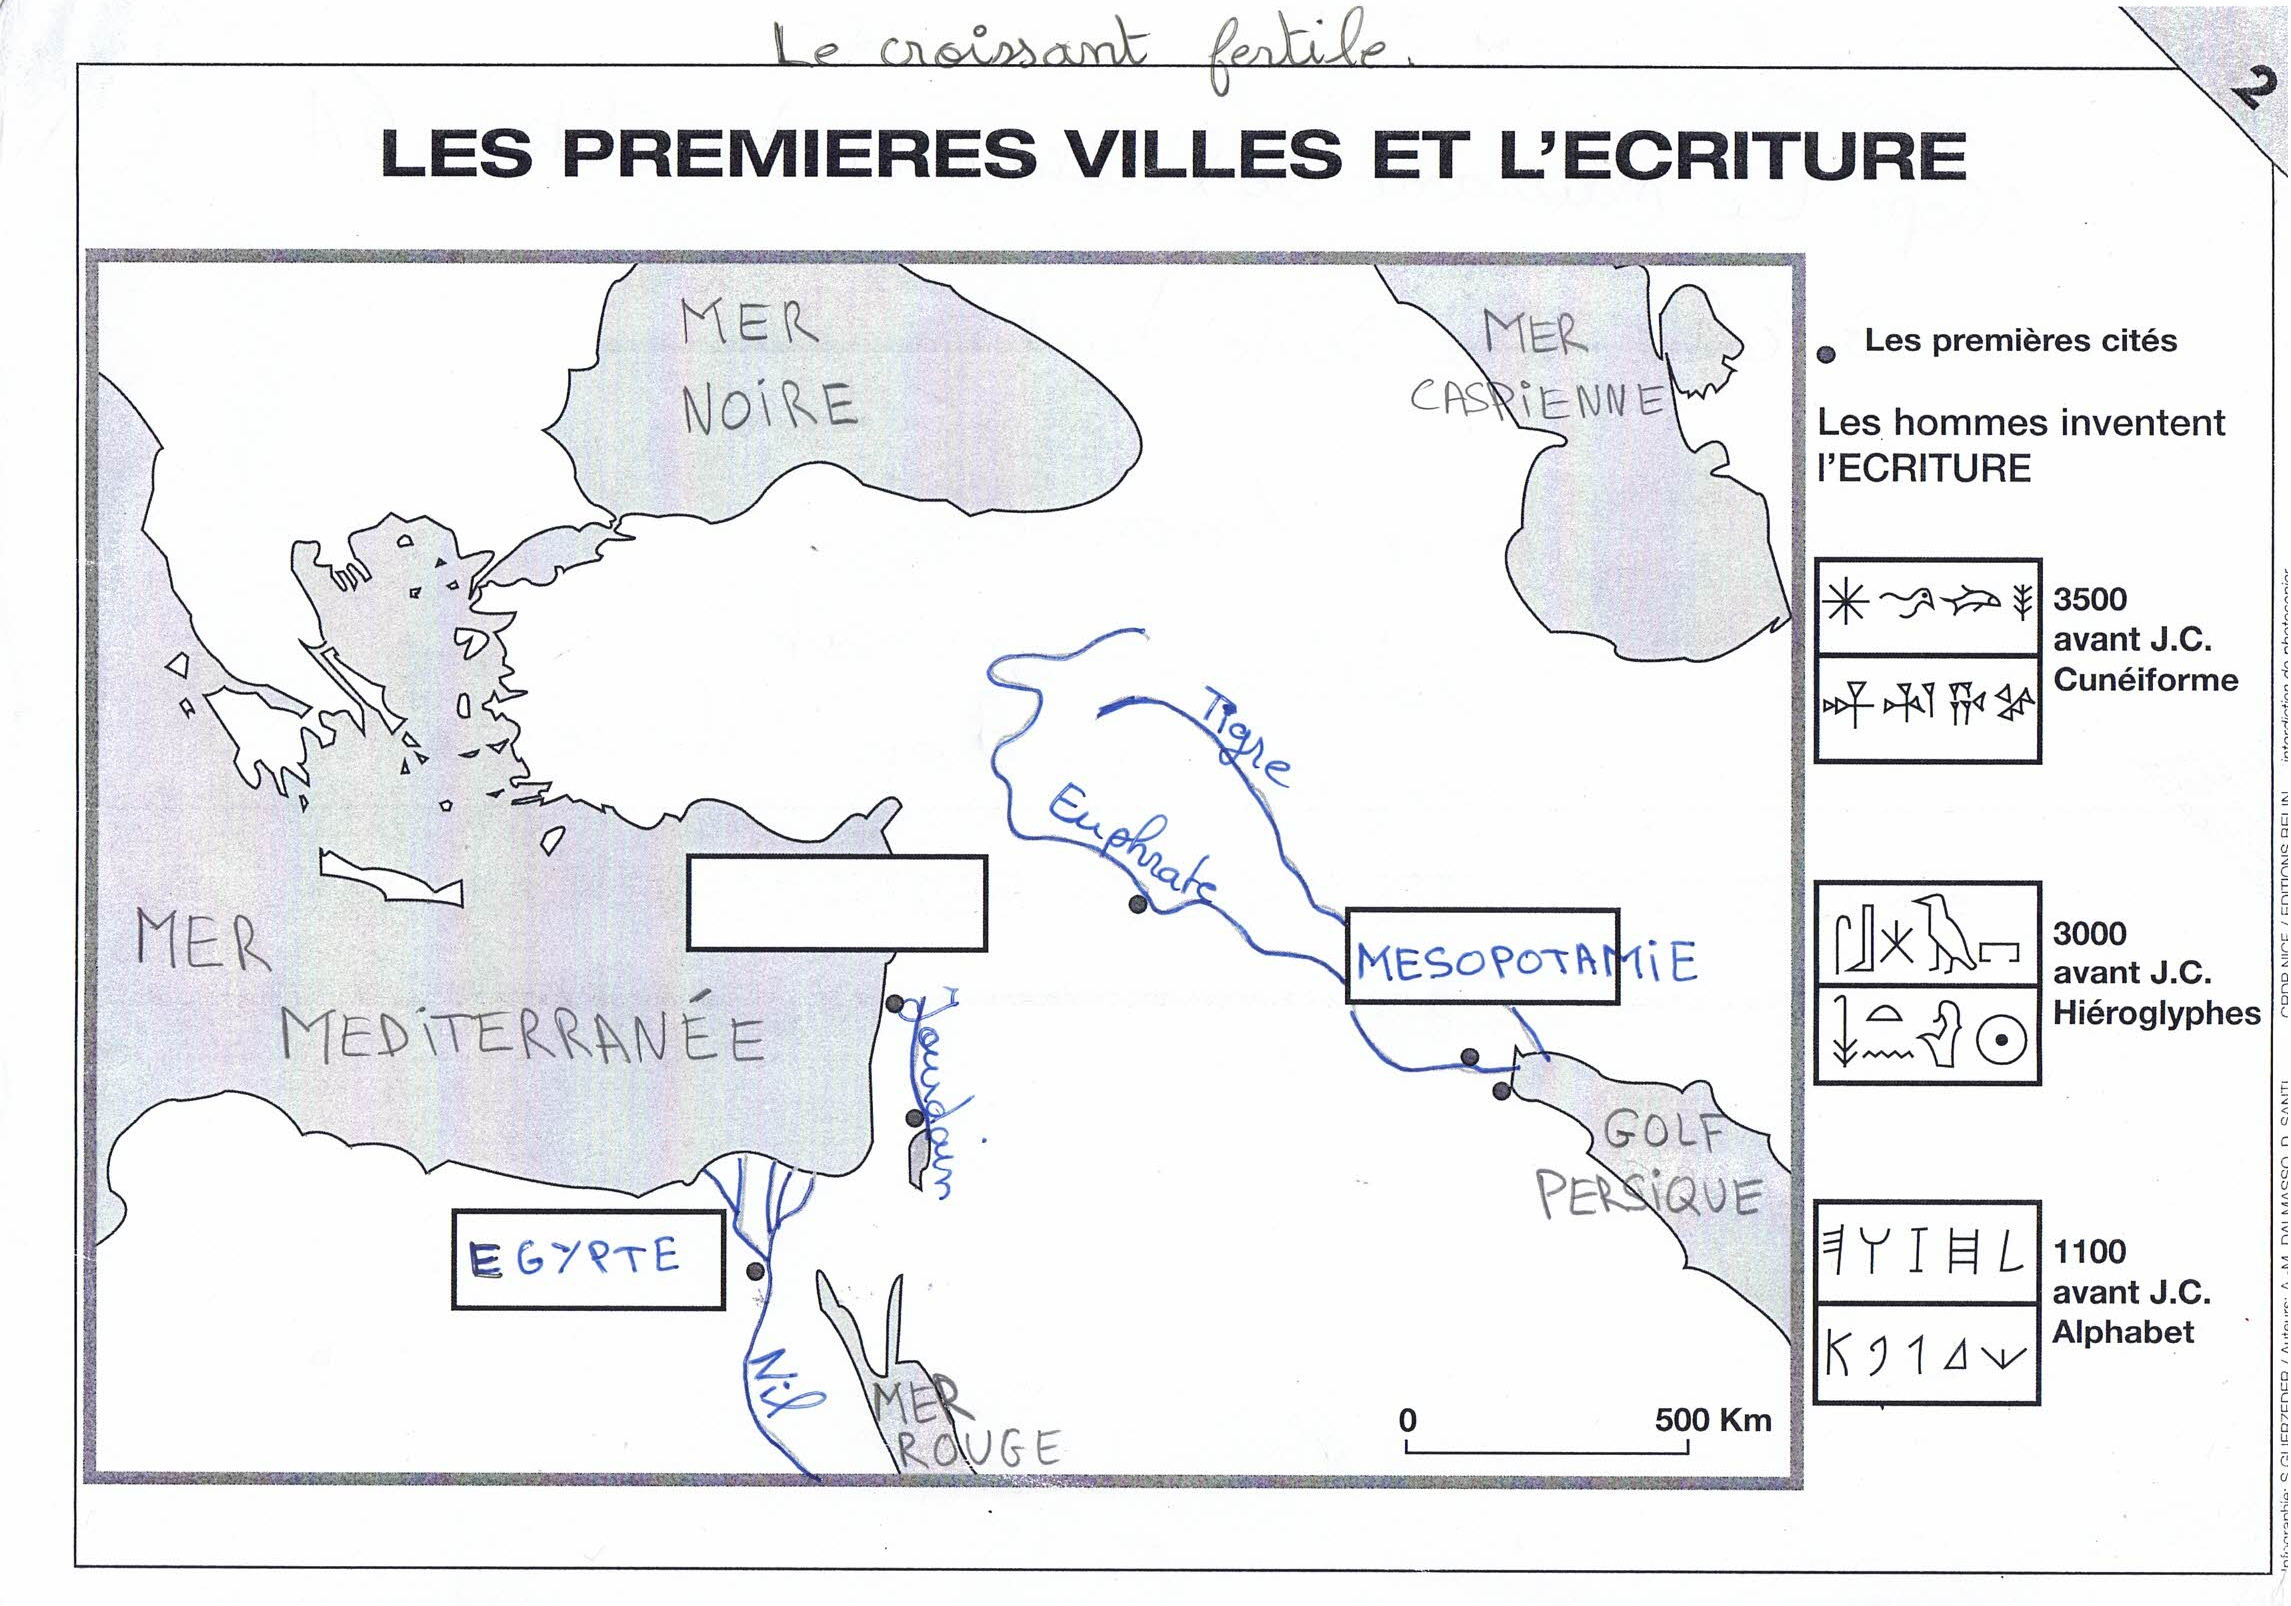 Le croissant fertile.
2
LES PREMIERES VILLES ET L'ECRITURE
MER
NOIRE
MER
CASPIENNE
Les premières cités
Les hommes inventent
l'ECRITURE
3500
avant J.C.
Cunéiforme
Tigre
Euphrate
MESOPOTAMIE
MER
MEDITERRANÉE
Jourdain
3000
avant J.C.
Hiéroglyphes
GOLF
PERSIQUE
EGYPTE
Nil
MER
ROUGE
1100
avant J.C.
Alphabet
0 500 Km